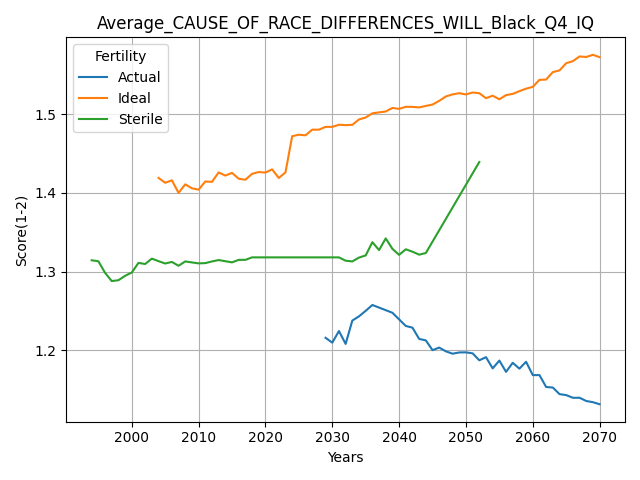 Average_CAUSE_OF_RACE_DIFFERENCES_WILL_Black_Q4_IQ
Fertility
Actual
Ideal
Sterile
Score(1-2)
1.5
1.4
1.3
1.2
2000 2010 2020 2030 2040 2050 2060 2070
Years